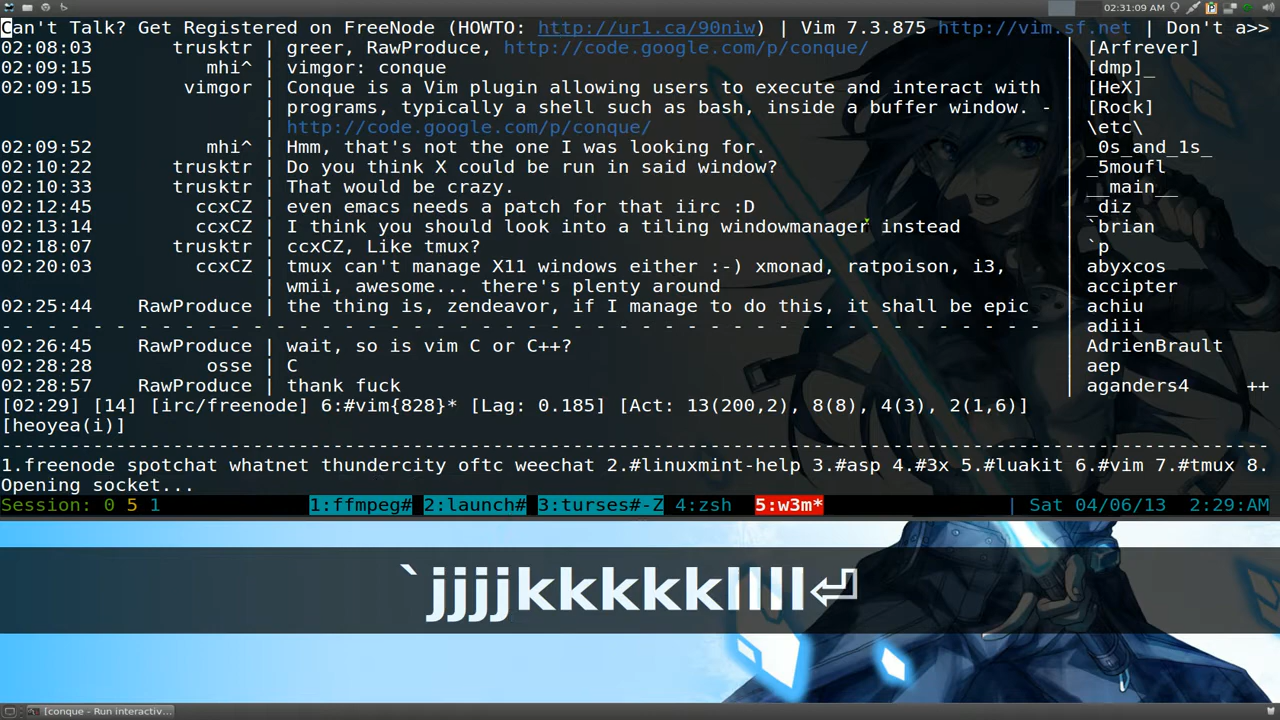 02:31:09 AM
Can't Talk? Get Registered on FreeNode (HOWTO: http://ur1.ca/90niw) | Vim 7.3.875 http://vim.sf.net | Don't a>>
02:08:03 trusktr | greer, RawProduce, http://code.google.com/p/conque/ | [Arfrever]
02:09:15 mhi^ | vimgor: conque | [dmp]_
02:09:15 vimgor | Conque is a Vim plugin allowing users to execute and interact with | [HeX]
| programs, typically a shell such as bash, inside a buffer window. - | [Rock]
| http://code.google.com/p/conque/ | \etc\
02:09:52 mhi^ | Hmm, that's not the one I was looking for. | _0s_and_1s_
02:10:22 trusktr | Do you think X could be run in said window? | _5moufl
02:10:33 trusktr | That would be crazy. | __main__
02:12:45 ccxCZ | even emacs needs a patch for that iirc :D | _diz
02:13:14 ccxCZ | I think you should look into a tiling windowmanager instead | `brian
02:18:07 trusktr | ccxCZ, Like tmux? | `p
02:20:03 ccxCZ | tmux can't manage X11 windows either :-) xmonad, ratpoison, i3, | abyxcos
| wmii, awesome... there's plenty around | accipter
02:25:44 RawProduce | the thing is, zendeavor, if I manage to do this, it shall be epic | achiu
- - - - - - - - - - - - - - - - - - - - - - - - - - - - - - - - - - - - - - - - - - - - - - | adiii
02:26:45 RawProduce | wait, so is vim C or C++? | AdrienBrault
02:28:28 osse | C | aep
02:28:57 RawProduce | thank fuck | aganders4 ++
[02:29] [14] [irc/freenode] 6:#vim{828}* [Lag: 0.185] [Act: 13(200,2), 8(8), 4(3), 2(1,6)]
[heoyea(i)]
---------------------------------------------------------------------------------------------------------------
1.freenode spotchat whatnet thundercity oftc weechat 2.#linuxmint-help 3.#asp 4.#3x 5.#luakit 6.#vim 7.#tmux 8.
Opening socket...
Session: 0 5 1 1:ffmpeg# 2:launch# 3:turses#-Z 4:zsh 5:w3m* | Sat 04/06/13 2:29:AM
`jjjjkkkkkllll⏎
[conque - Run interactiv...